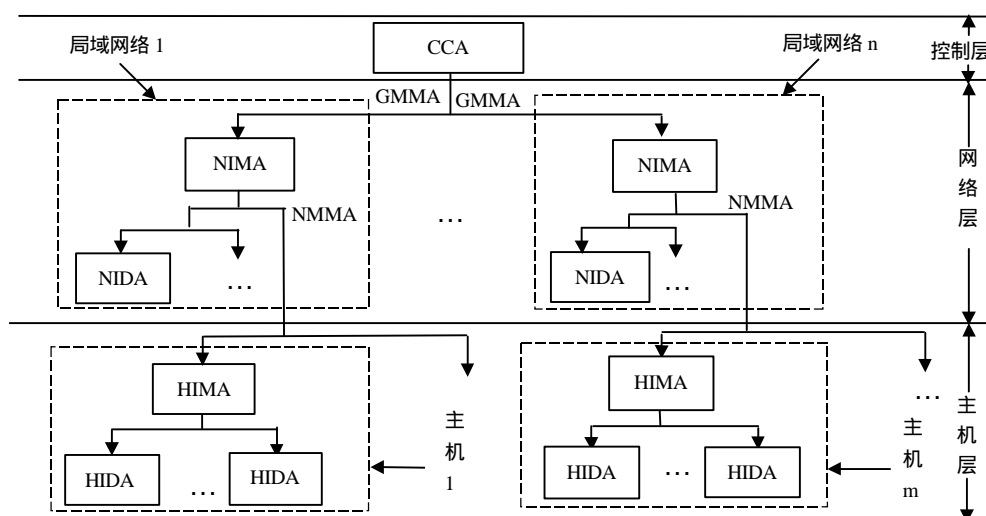 局域网络 1
CCA
局域网络 n
控制层
GMMA
GMMA
NIMA
NIMA
网络层
NMMA
…
NMMA
NIDA
…
NIDA
…
HIMA
HIMA
…
主机 1
主机 m
主机层
HIDA
…
HIDA
HIDA
…
HIDA